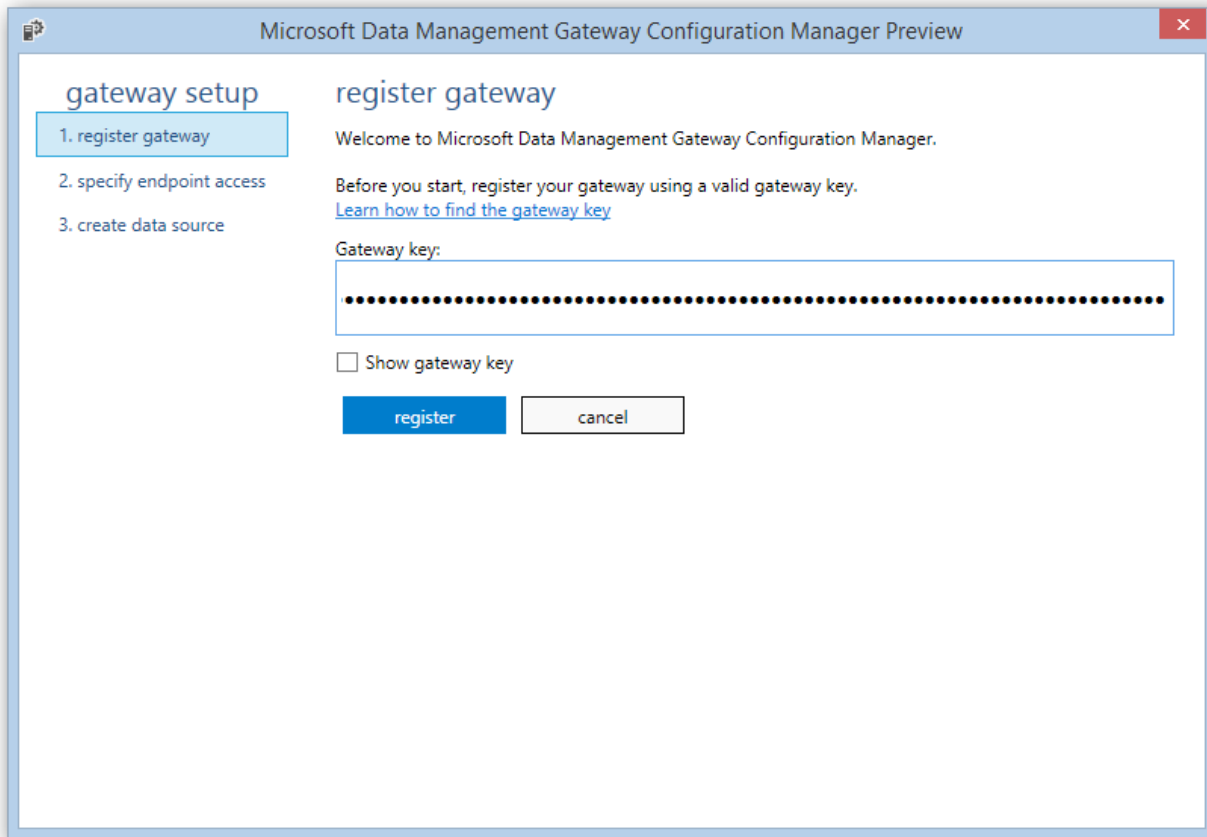 Microsoft Data Management Gateway Configuration Manager Preview
gateway setup
1. register gateway
2. specify endpoint access
3. create data source
register gateway
Welcome to Microsoft Data Management Gateway Configuration Manager.
Before you start, register your gateway using a valid gateway key.
Learn how to find the gateway key
Gateway key:
Show gateway key
register
cancel